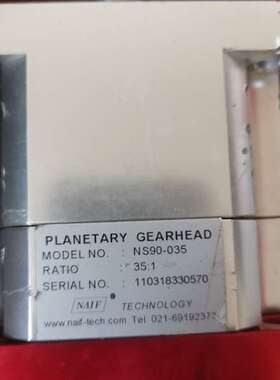 PLANETARY GEARHEAD
MODEL NO. : NS90-035
RATIO : 35:1
SERIAL NO. : 110318330570
NAIF ® TECHNOLOGY
www.naif-tech.com Tel 021-69192372